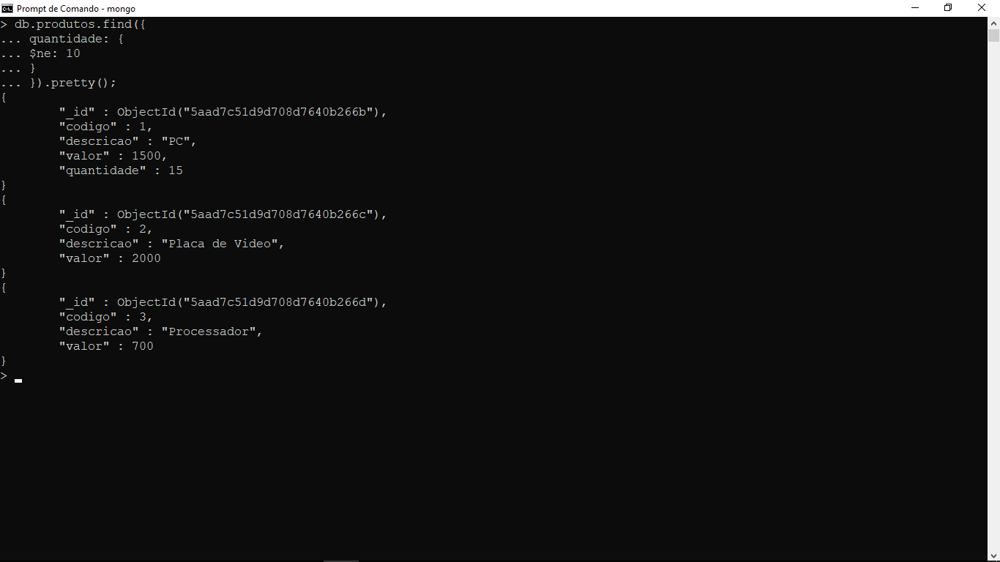 Prompt de Comando - mongo
> db.produtos.find({
... quantidade: {
... $ne: 10
... }
... }).pretty();
{
        "_id" : ObjectId("5aad7c51d9d708d7640b266b"),
        "codigo" : 1,
        "descricao" : "PC",
        "valor" : 1500,
        "quantidade" : 15
}
{
        "_id" : ObjectId("5aad7c51d9d708d7640b266c"),
        "codigo" : 2,
        "descricao" : "Placa de Video",
        "valor" : 2000
}
{
        "_id" : ObjectId("5aad7c51d9d708d7640b266d"),
        "codigo" : 3,
        "descricao" : "Processador",
        "valor" : 700
}
>